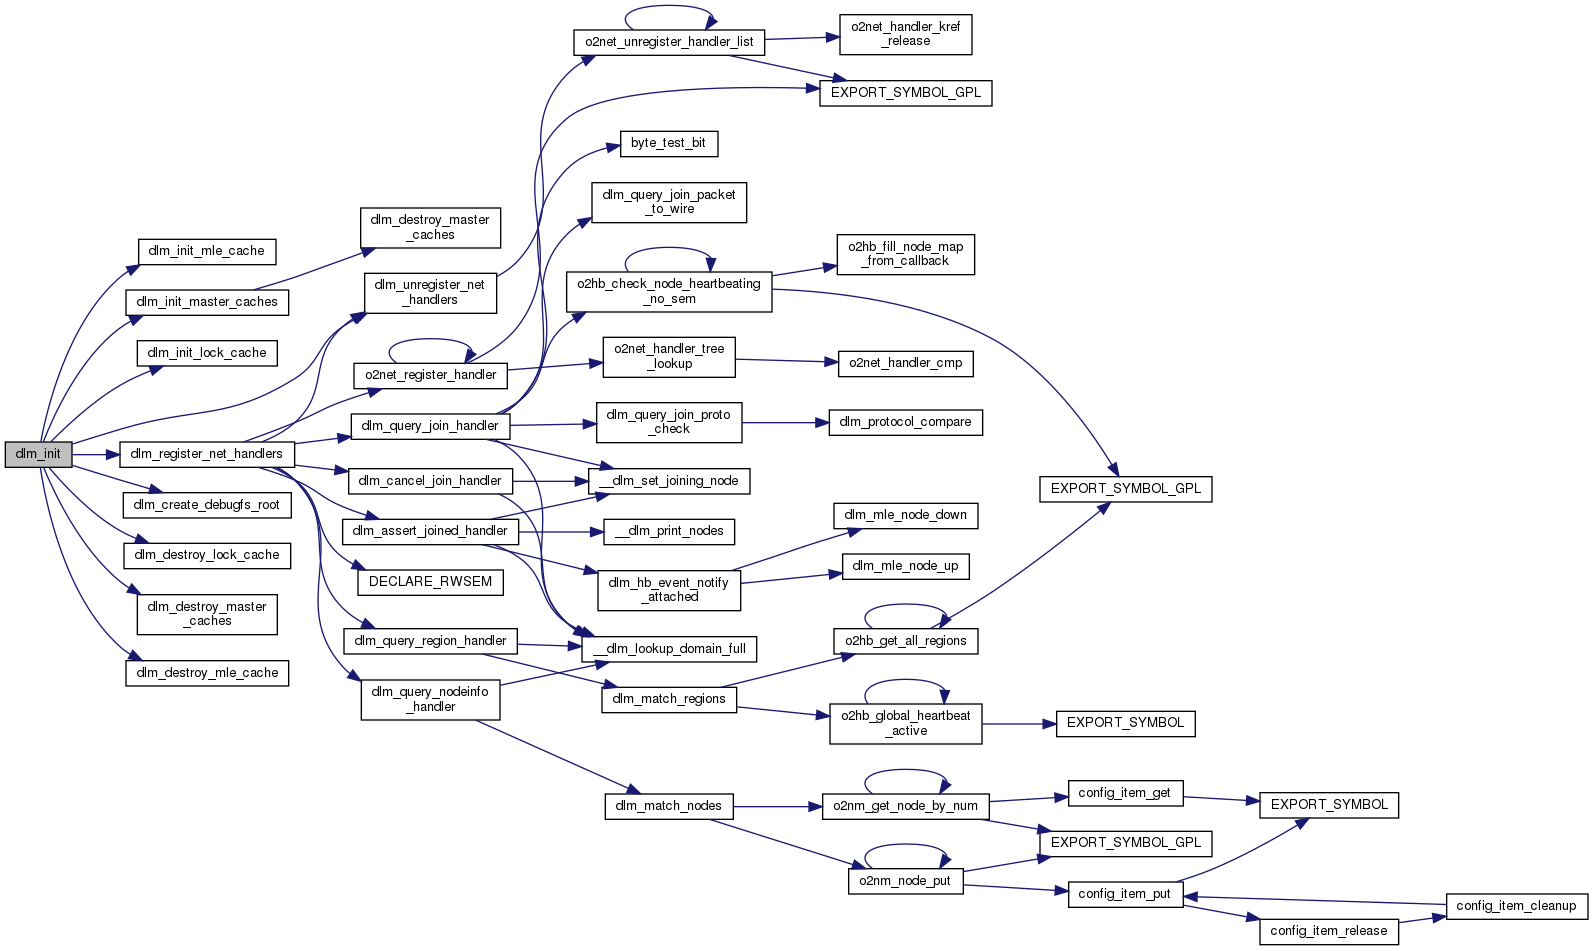 dlm_init
dlm_init_mle_cache
dlm_init_master_caches
dlm_init_lock_cache
dlm_register_net_handlers
dlm_create_debugfs_root
dlm_destroy_lock_cache
dlm_destroy_master
_caches
dlm_destroy_mle_cache
dlm_destroy_master
_caches
dlm_unregister_net
_handlers
o2net_register_handler
dlm_query_join_handler
dlm_cancel_join_handler
dlm_assert_joined_handler
DECLARE_RWSEM
dlm_query_region_handler
dlm_query_nodeinfo
_handler
o2net_unregister_handler_list
byte_test_bit
dlm_query_join_packet
_to_wire
o2hb_check_node_heartbeating
_no_sem
o2net_handler_tree
_lookup
dlm_query_join_proto
_check
__dlm_set_joining_node
__dlm_print_nodes
dlm_hb_event_notify
_attached
__dlm_lookup_domain_full
dlm_match_regions
dlm_match_nodes
o2net_handler_kref
_release
EXPORT_SYMBOL_GPL
o2hb_fill_node_map
_from_callback
o2net_handler_cmp
dlm_protocol_compare
dlm_mle_node_down
dlm_mle_node_up
o2hb_get_all_regions
o2hb_global_heartbeat
_active
o2nm_get_node_by_num
o2nm_node_put
EXPORT_SYMBOL_GPL
EXPORT_SYMBOL
config_item_get
EXPORT_SYMBOL_GPL
config_item_put
EXPORT_SYMBOL
config_item_release
config_item_cleanup